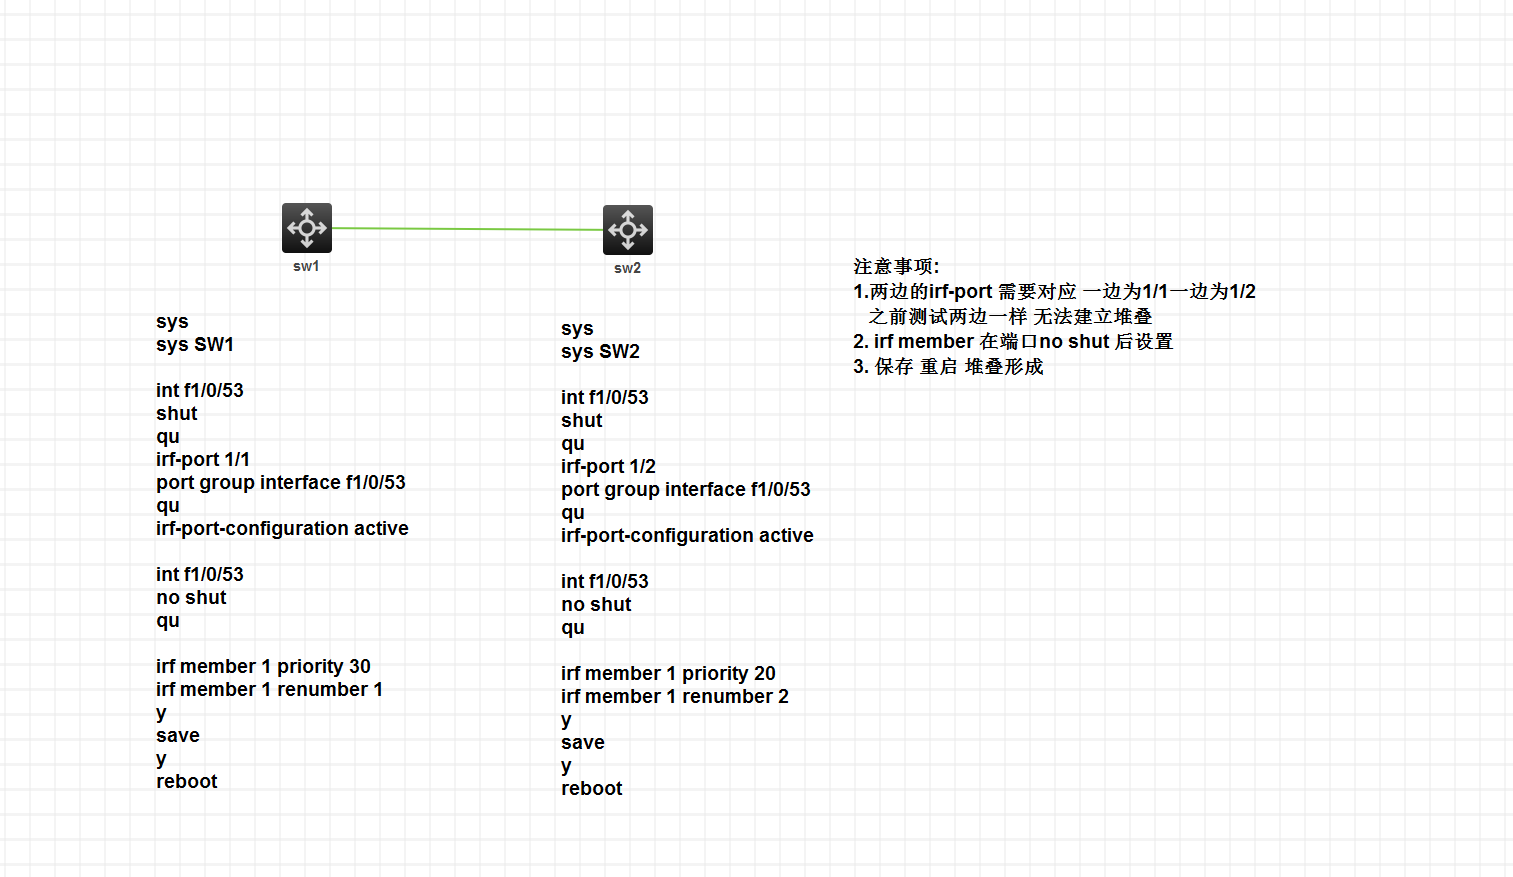 sw1
sw2
sys
sys SW1
int f1/0/53
shut
qu
irf-port 1/1
port group interface f1/0/53
qu
irf-port-configuration active
int f1/0/53
no shut
qu
irf member 1 priority 30
irf member 1 renumber 1
y
save
y
reboot
sys
sys SW2
int f1/0/53
shut
qu
irf-port 1/2
port group interface f1/0/53
qu
irf-port-configuration active
int f1/0/53
no shut
qu
irf member 1 priority 20
irf member 1 renumber 2
y
save
y
reboot
注意事项:
1.两边的irf-port 需要对应 一边为1/1一边为1/2
之前测试两边一样 无法建立堆叠
2. irf member 在端口no shut 后设置
3. 保存 重启 堆叠形成